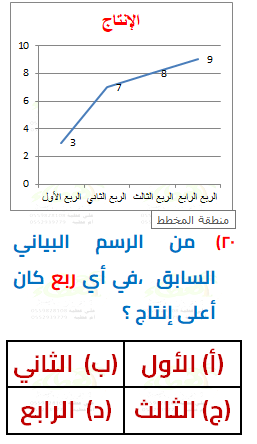 الإنتاج
10
8
6
4
2
0
3
7
8
9
الربع الأول
الربع الثاني
الربع الثالث
الربع الرابع
منطقة المخطط
٢٠) من الرسم البياني
السابق ،في أي ربع كان
أعلى إنتاج ؟
(أ) الأول (ب) الثاني
(ج) الثالث (د) الرابع